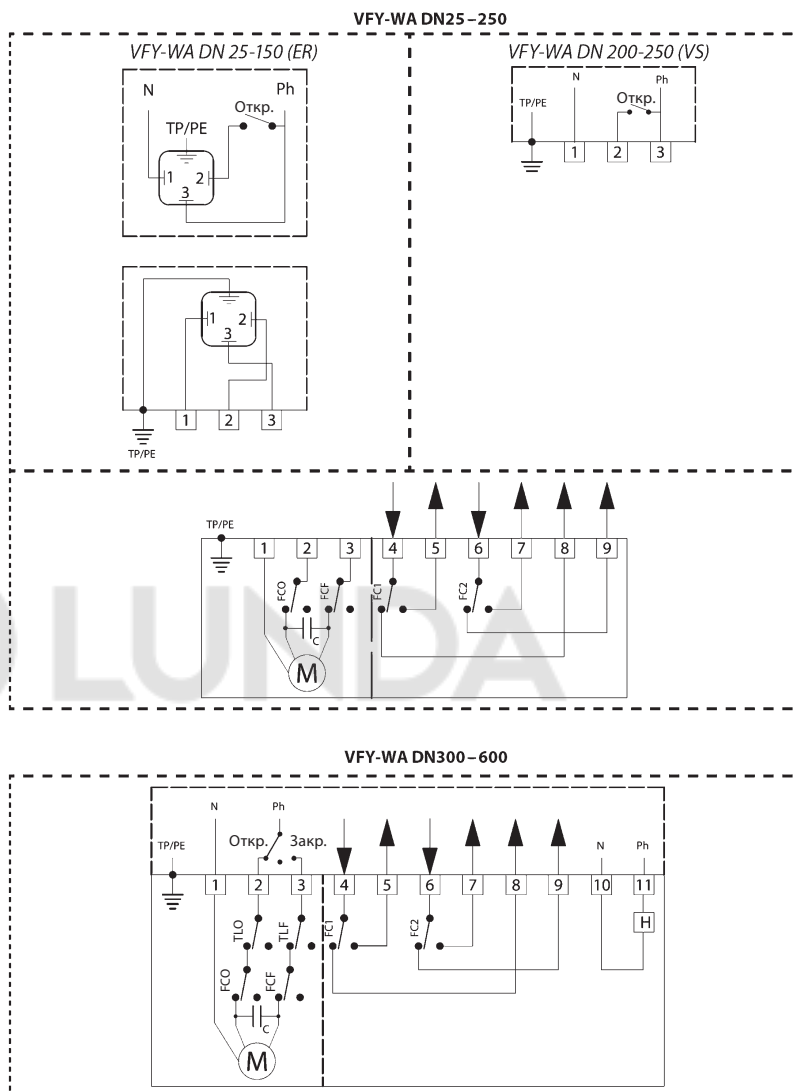 VFY-WA DN25–250
VFY-WA DN 25-150 (ER)
VFY-WA DN 200-250 (VS)
N
Ph
Откр.
TP/PE
1
2
3
N
Ph
TP/PE
Откр.
1
2
3
1
2
3
1
2
3
TP/PE
TP/PE
1
2
3
4
5
6
7
8
9
FCO
FCF
FC1
FC2
C
M
LUNDA
VFY-WA DN300–600
N
Ph
TP/PE
Откр.
Закр.
N
Ph
1
2
3
4
5
6
7
8
9
10
11
TLO
TLF
FC1
FC2
H
FCO
FCF
C
M